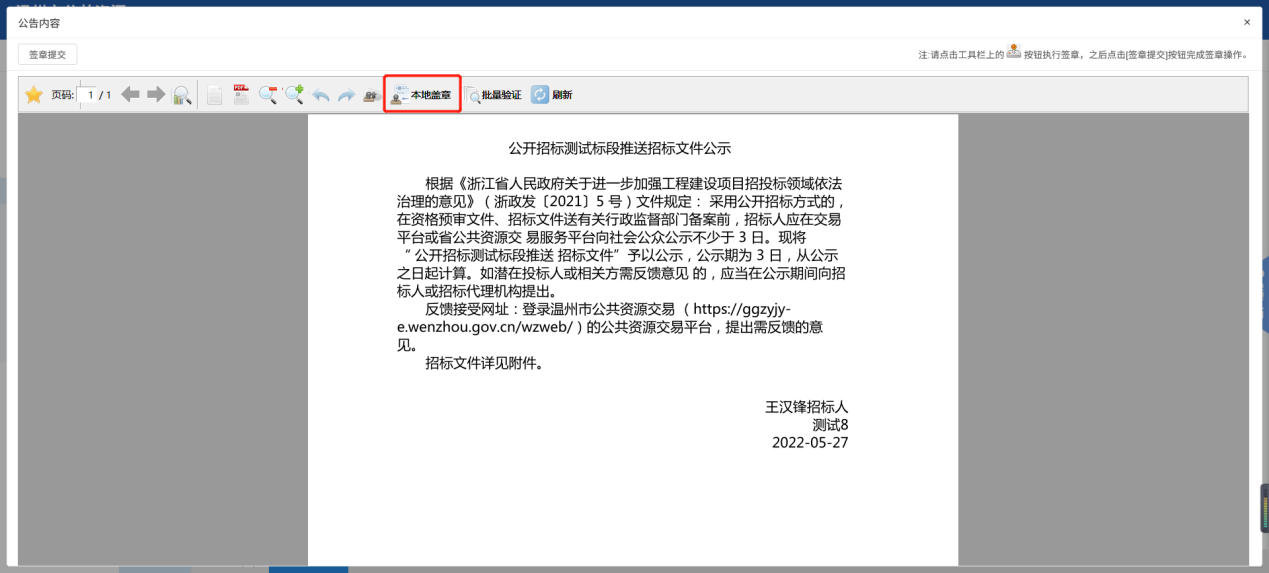 公告内容
×
签章提交
注:请点击工具栏上的 按钮执行签章，之后点击[签章提交]按钮完成签章操作。
页码: 1 / 1
PDF
本地盖章
批量验证
刷新
公开招标测试标段推送招标文件公示
根据《浙江省人民政府关于进一步加强工程建设项目招投标领域依法
治理的意见》（ 浙政发〔2021〕5 号 ）文件规定： 采用公开招标方式的，
在资格预审文件、招标文件送有关行政监督部门备案前，招标人应在交易
平台或省公共资源交 易服务平台向社会公众公示不少于 3 日。现将
“ 公开招标测试标段推送 招标文件” 予以公示，公示期为 3 日，从公示
之日起计算。如潜在投标人或相关方需反馈意见 的，应当在公示期间向招
标人或招标代理机构提出。
反馈接受网址：登录温州市公共资源交易 （ https://ggzyjy-
e.wenzhou.gov.cn/wzweb/ ）的公共资源交易平台，提出需反馈的意
见。
招标文件详见附件。
王汉锋招标人
测试8
2022-05-27